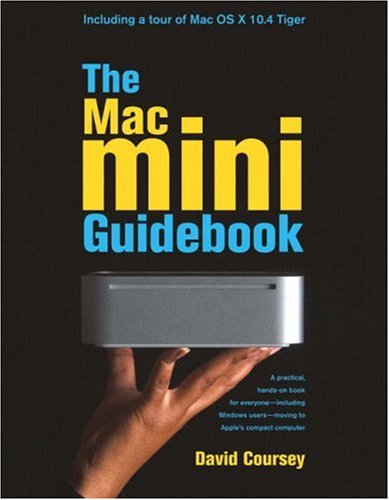 Including a tour of Mac OS X 10.4 Tiger
The
Mac
mini
Guidebook
A practical,
hands-on book
for everyone—including
Windows users—moving to
Apple's compact computer
David Coursey